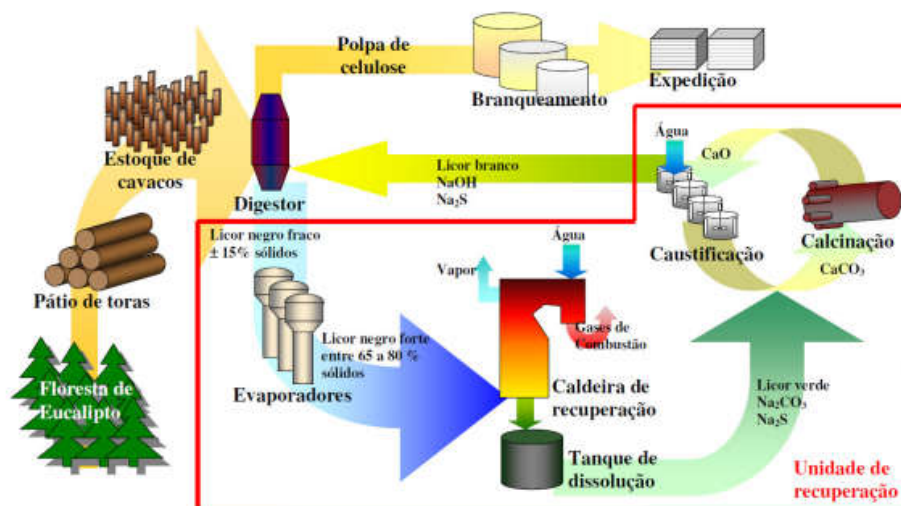 Polpa de
celulose
Branqueamento
Expedição
Estoque de
cavacos
Digestor
Pátio de toras
Floresta de
Eucalipto
Licor branco
NaOH
Na₂S
Água
CaO
Caustificação
Calcinação
CaCO₃
Licor negro fraco
± 15% sólidos
Licor negro forte
entre 65 a 80 %
sólidos
Evaporadores
Vapor
Água
Gases de
Combustão
Caldeira de
recuperação
Tanque de
dissolução
Licor verde
Na₂CO₃
Na₂S
Unidade de
recuperação